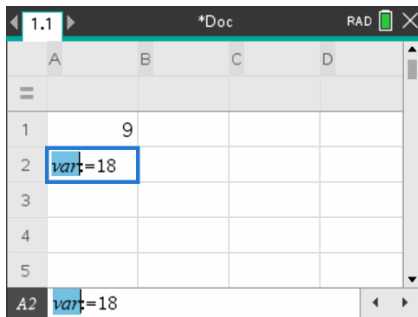 1.1 *Doc RAD
A B C D
=
1 9
2 var:=18
3
4
5
A2 var:=18